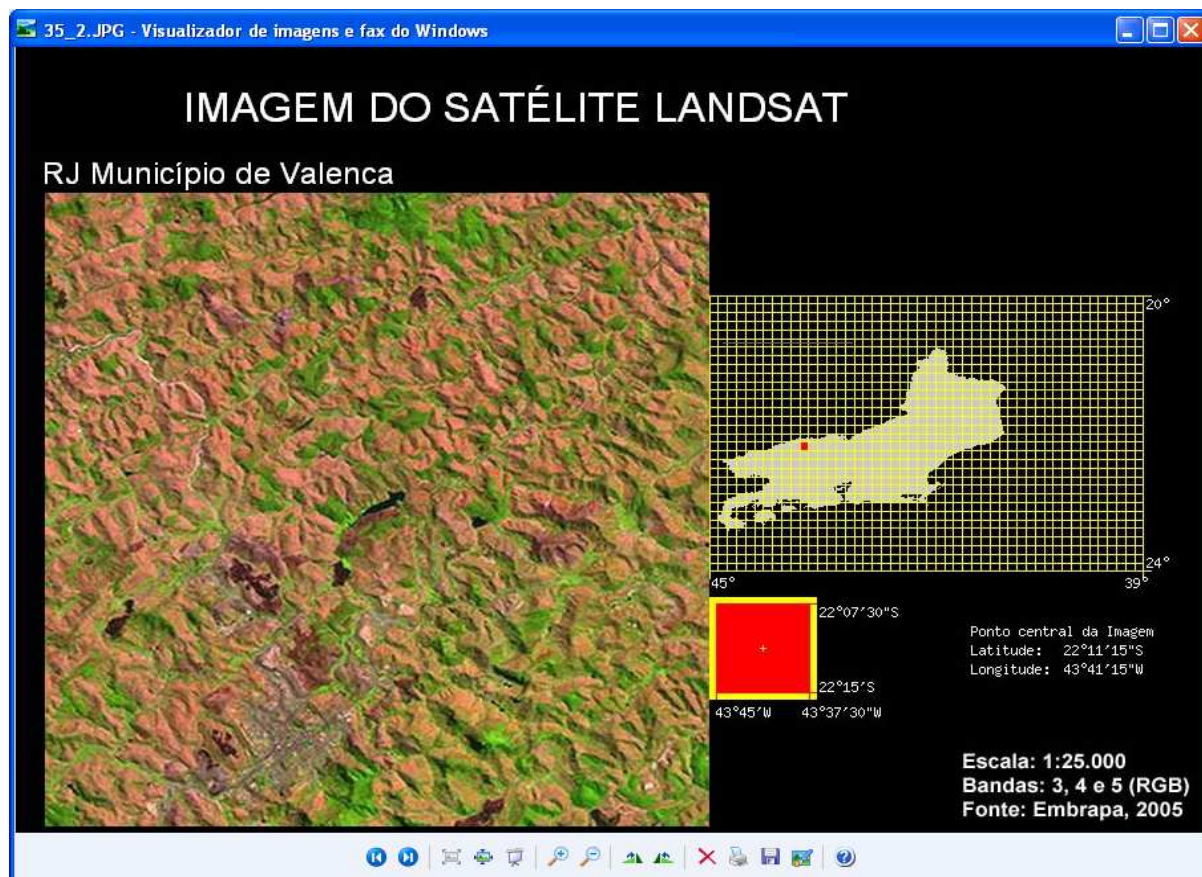 35_2.JPG - Visualizador de imagens e fax do Windows
IMAGEM DO SATÉLITE LANDSAT
RJ Município de Valenca
20°
24°
45°
39°
22°07'30"S
22°15'S
43°45'W
43°37'30"W
Ponto central da Imagem
Latitude: 22°11'15"S
Longitude: 43°41'15"W
Escala: 1:25.000
Bandas: 3, 4 e 5 (RGB)
Fonte: Embrapa, 2005